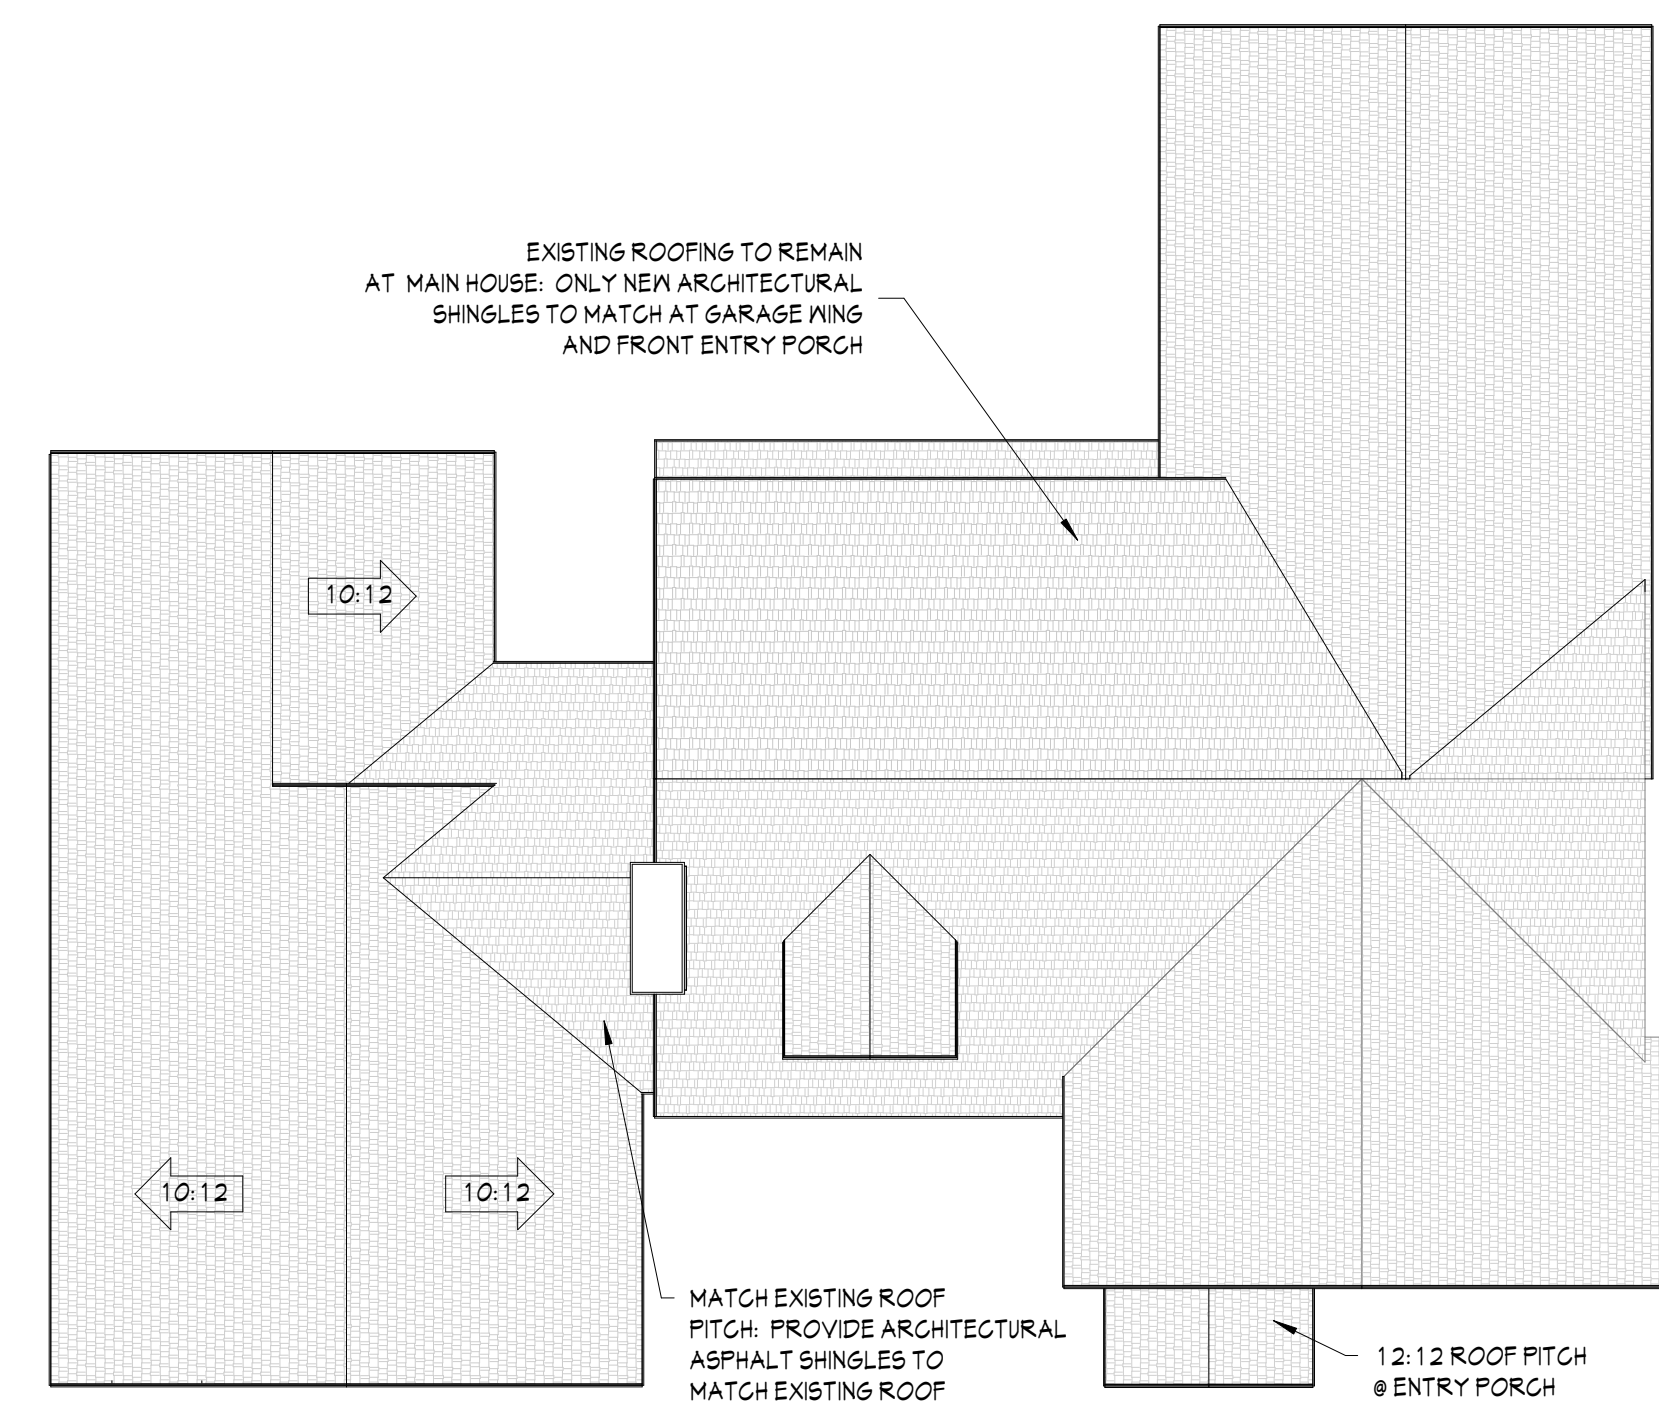 EXISTING ROOFING TO REMAIN
AT MAIN HOUSE: ONLY NEW ARCHITECTURAL
SHINGLES TO MATCH AT GARAGE WING
AND FRONT ENTRY PORCH
10:12
10:12
10:12
MATCH EXISTING ROOF
PITCH: PROVIDE ARCHITECTURAL
ASPHALT SHINGLES TO
MATCH EXISTING ROOF
12:12 ROOF PITCH
@ ENTRY PORCH